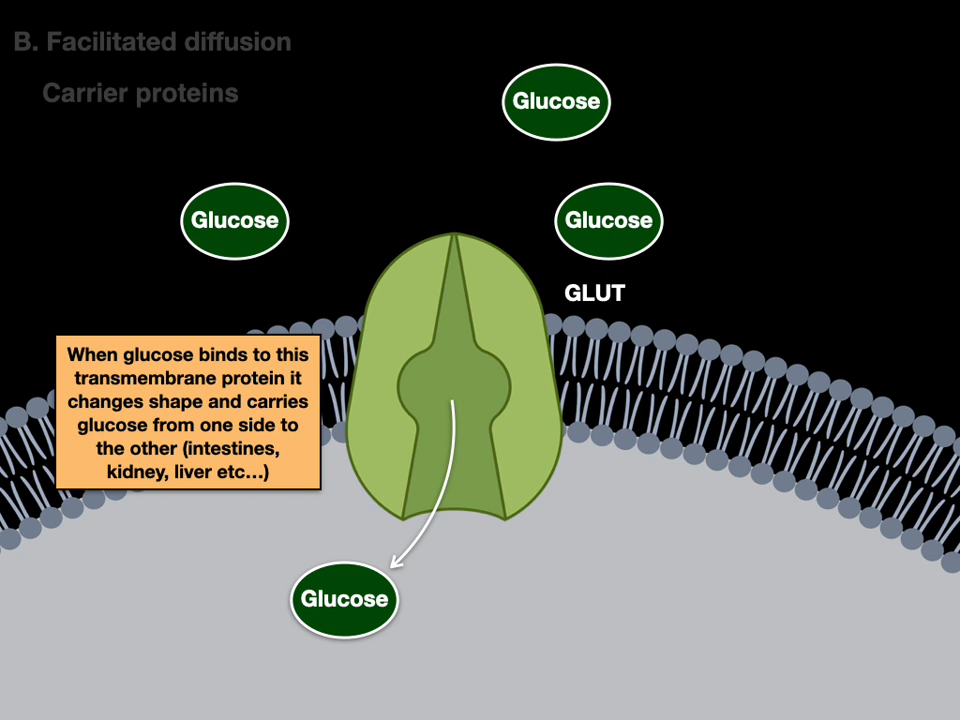 B. Facilitated diffusion
Carrier proteins
Glucose
Glucose
Glucose
GLUT
When glucose binds to this
transmembrane protein it
changes shape and carries
glucose from one side to
the other (intestines,
kidney, liver etc...)
Glucose